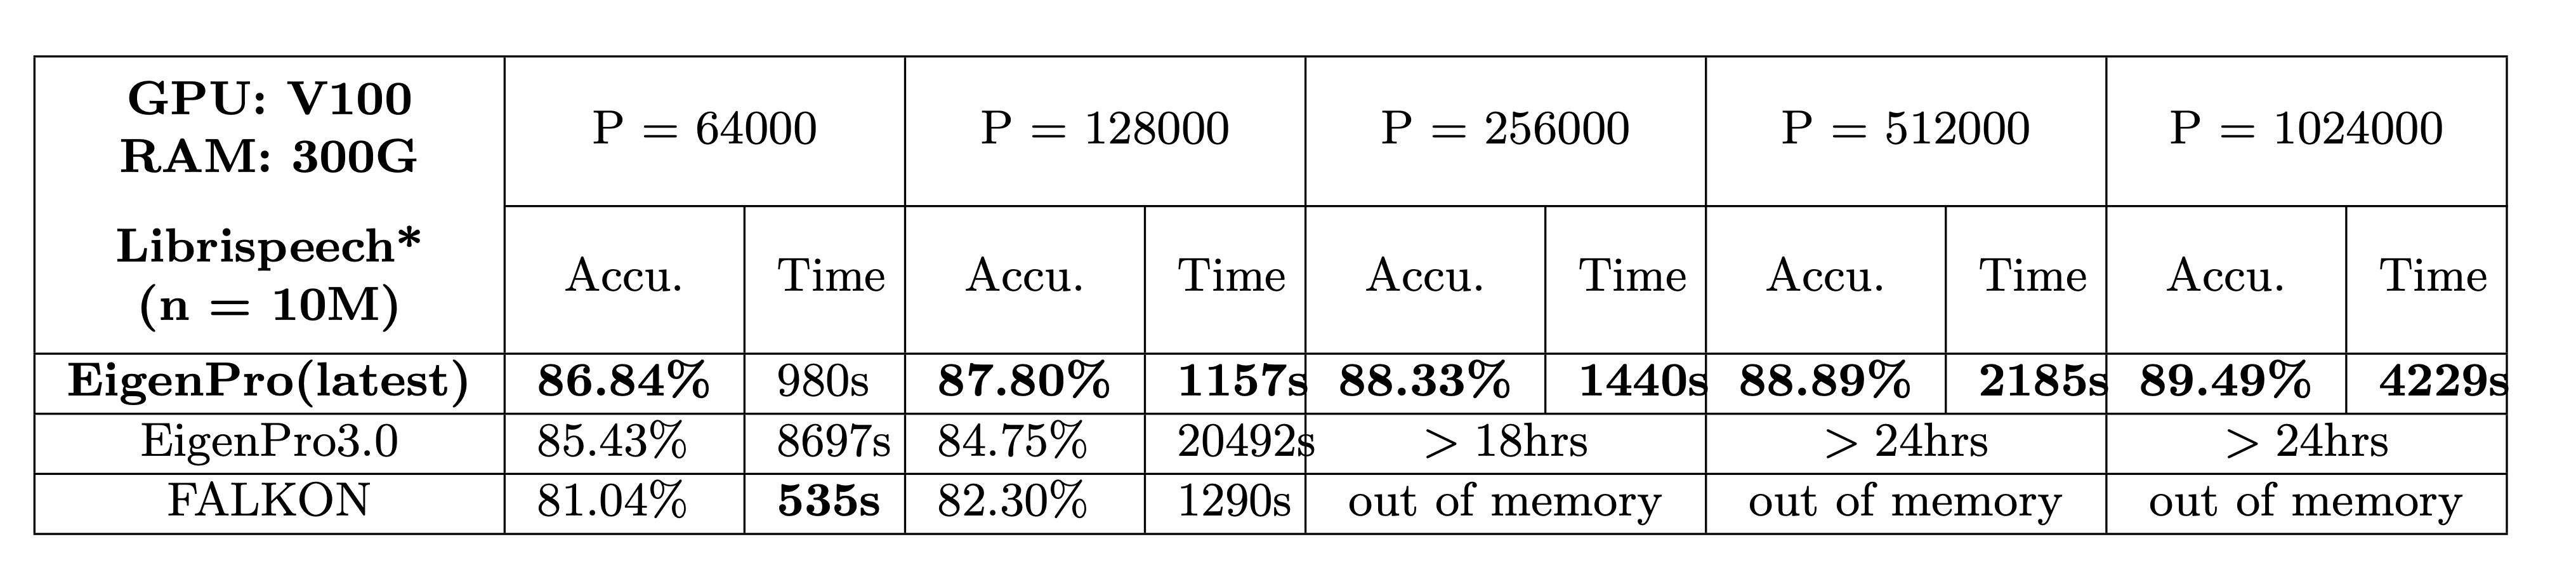 GPU: V100
RAM: 300G
Librispeech*
(n = 10M)
P = 64000 P = 128000 P = 256000 P = 512000 P = 1024000
Accu. Time Accu. Time Accu. Time Accu. Time Accu. Time
EigenPro(latest) 86.84% 980s 87.80% 1157s 88.33% 1440s 88.89% 2185s 89.49% 4229s
EigenPro3.0 85.43% 8697s 84.75% 20492s > 18hrs > 24hrs > 24hrs
FALKON 81.04% 535s 82.30% 1290s out of memory out of memory out of memory